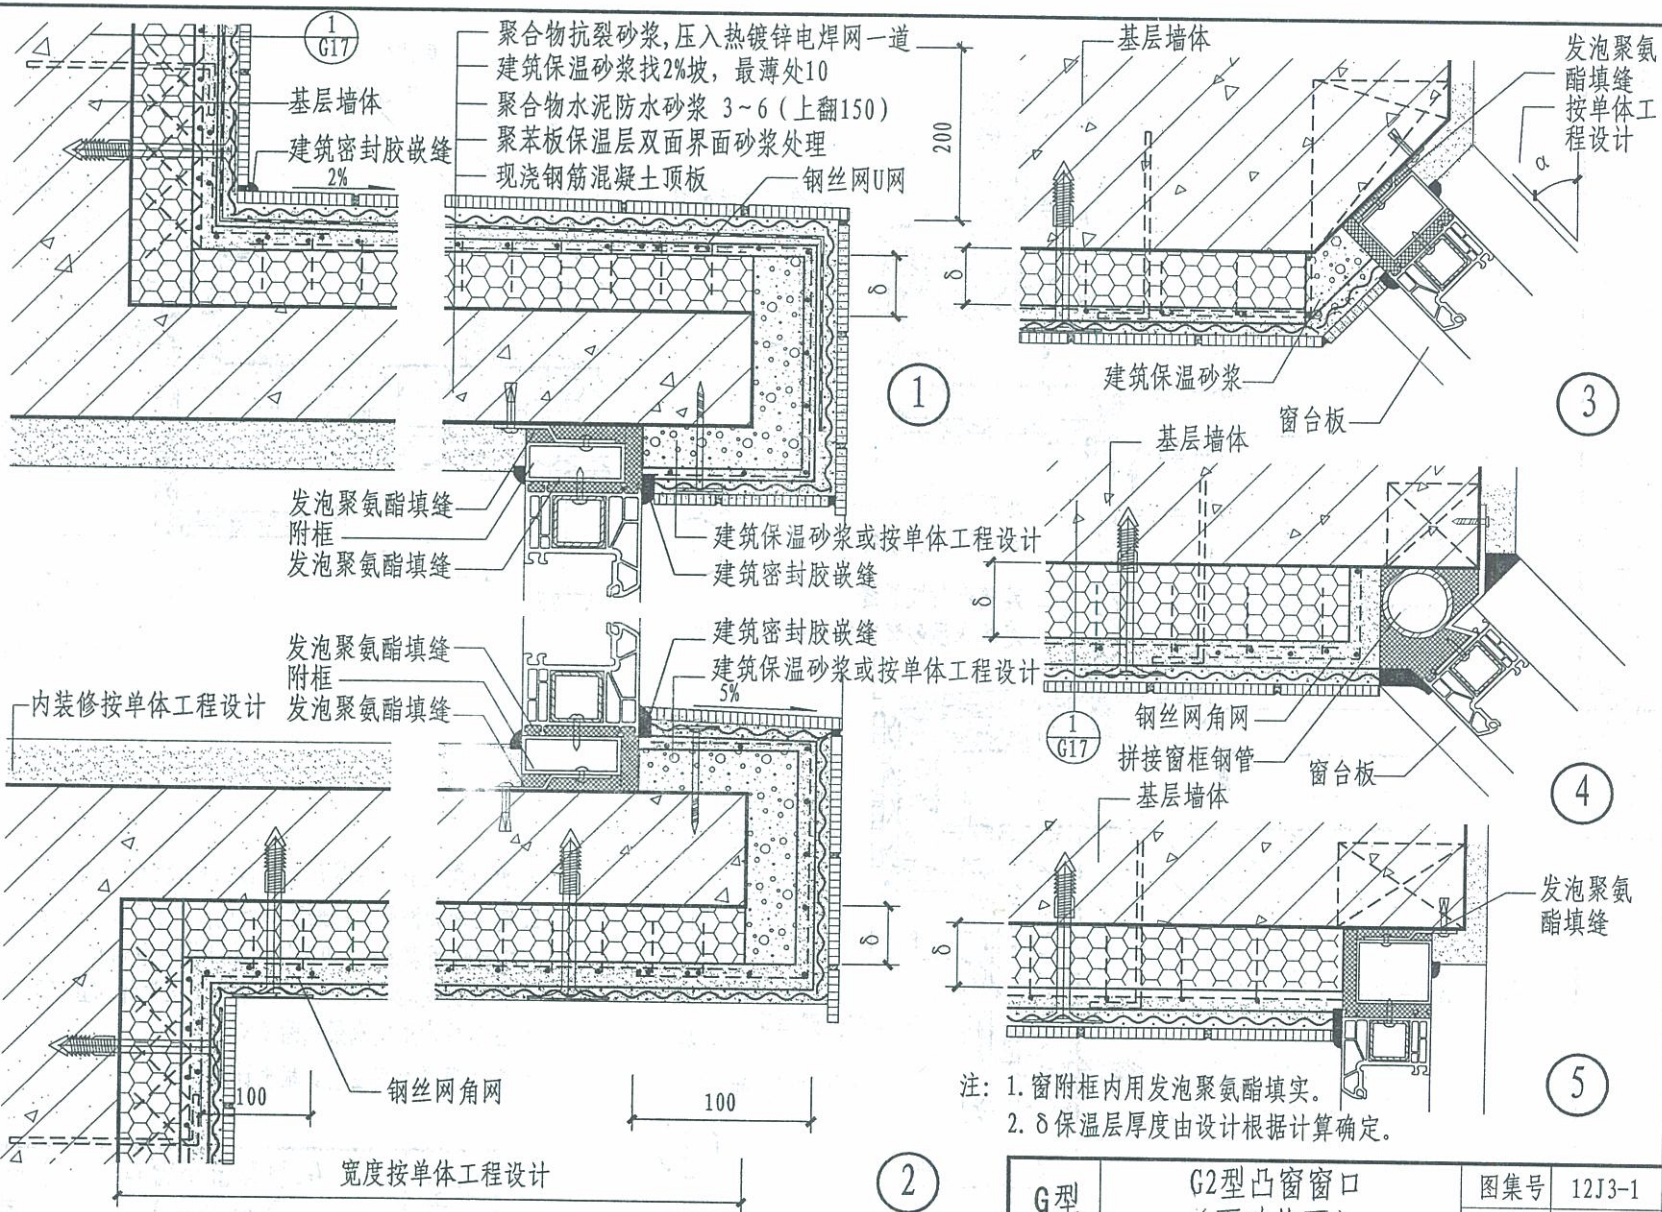 1
G17
聚合物抗裂砂浆,压入热镀锌电焊网一道
建筑保温砂浆找2%坡，最薄处10
聚合物水泥防水砂浆 3~6（上翻150）
聚苯板保温层双面界面砂浆处理
现浇钢筋混凝土顶板
钢丝网U网
基层墙体
建筑密封胶嵌缝
2%
200
δ
1
发泡聚氨酯填缝
附框
发泡聚氨酯填缝
建筑保温砂浆或按单体工程设计
建筑密封胶嵌缝
发泡聚氨酯填缝
附框
发泡聚氨酯填缝
建筑密封胶嵌缝
建筑保温砂浆或按单体工程设计
5%
内装修按单体工程设计
δ
钢丝网角网
100
100
宽度按单体工程设计
2
基层墙体
发泡聚氨
酯填缝
按单体工
程设计
α
δ
建筑保温砂浆
窗台板
3
基层墙体
δ
1
G17
钢丝网角网
拼接窗框钢管
窗台板
4
基层墙体
δ
发泡聚氨
酯填缝
5
注: 1.窗附框内用发泡聚氨酯填实。
2.δ保温层厚度由设计根据计算确定。
G型
G2型凸窗窗口
图集号
12J3-1